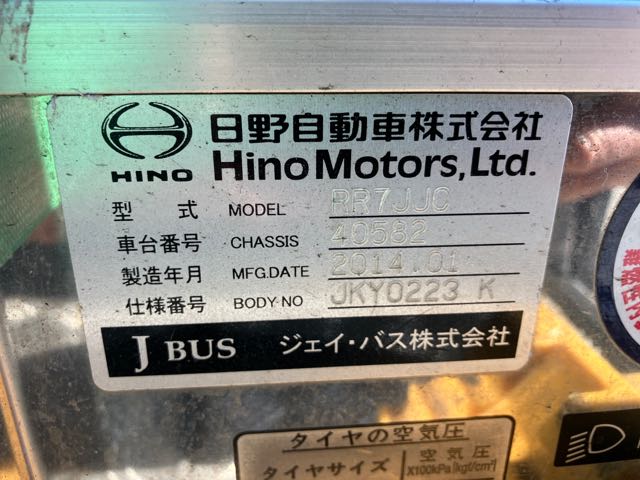 HINO 日野自動車株式会社
Hino Motors, Ltd.
型 式 MODEL RR7JJC
車台番号 CHASSIS 40582
製造年月 MFG.DATE 2014.01
仕様番号 BODY-NO JKY0223 K
J BUS ジェイ・バス株式会社
タイヤの空気圧
タイヤサイズ 空気圧
X100kPa{kgf/cm²}